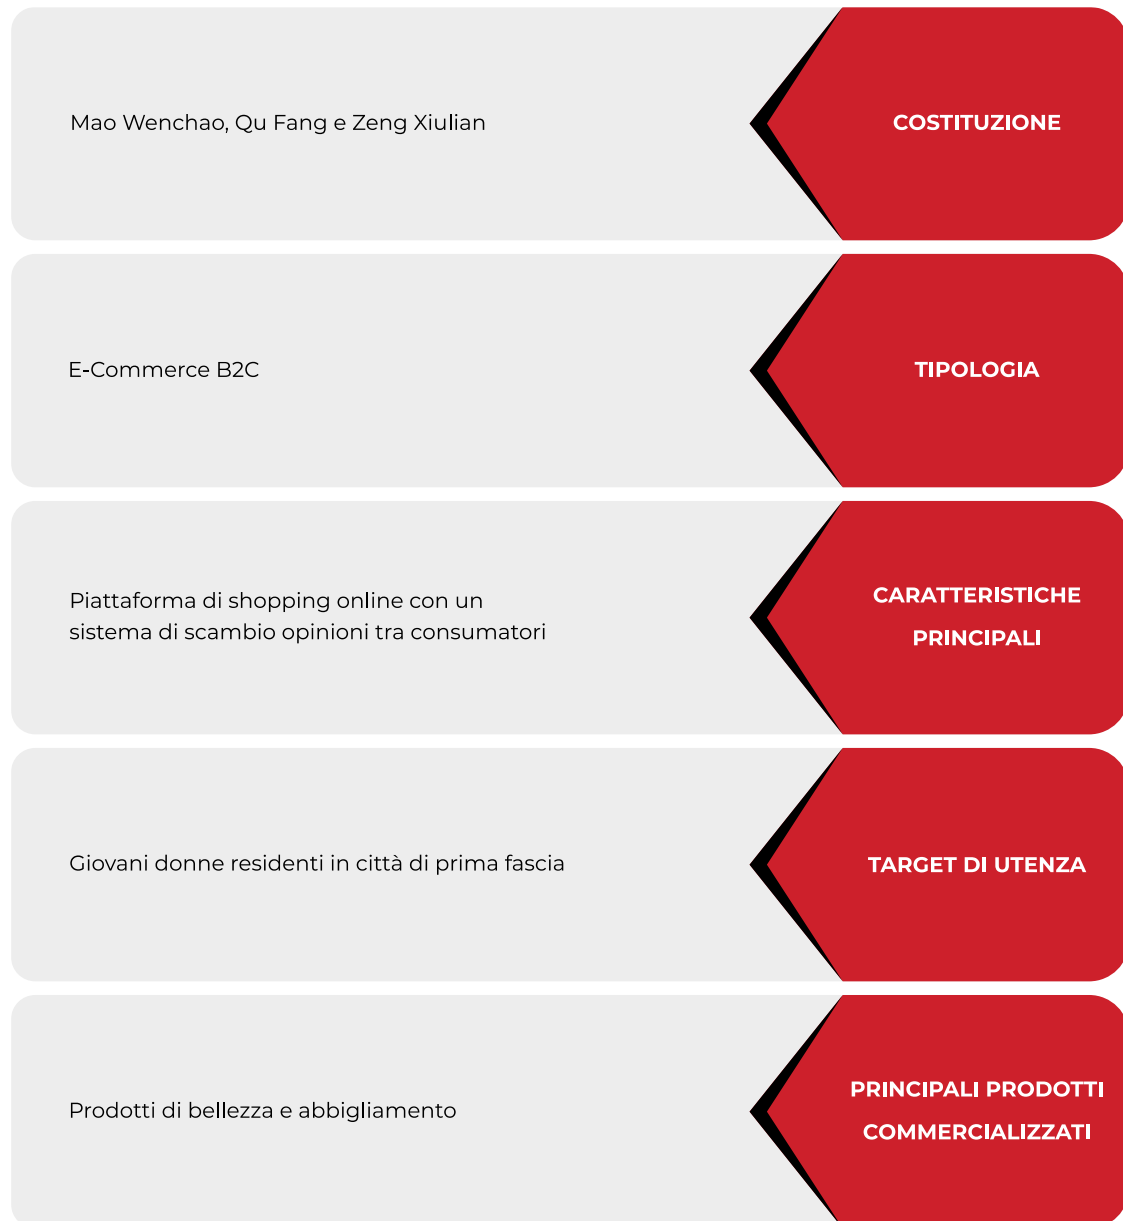 Mao Wenchao, Qu Fang e Zeng Xiulian
COSTITUZIONE
E-Commerce B2C
TIPOLOGIA
Piattaforma di shopping online con un
sistema di scambio opinioni tra consumatori
CARATTERISTICHE
PRINCIPALI
Giovani donne residenti in città di prima fascia
TARGET DI UTENZA
Prodotti di bellezza e abbigliamento
PRINCIPALI PRODOTTI
COMMERCIALIZZATI